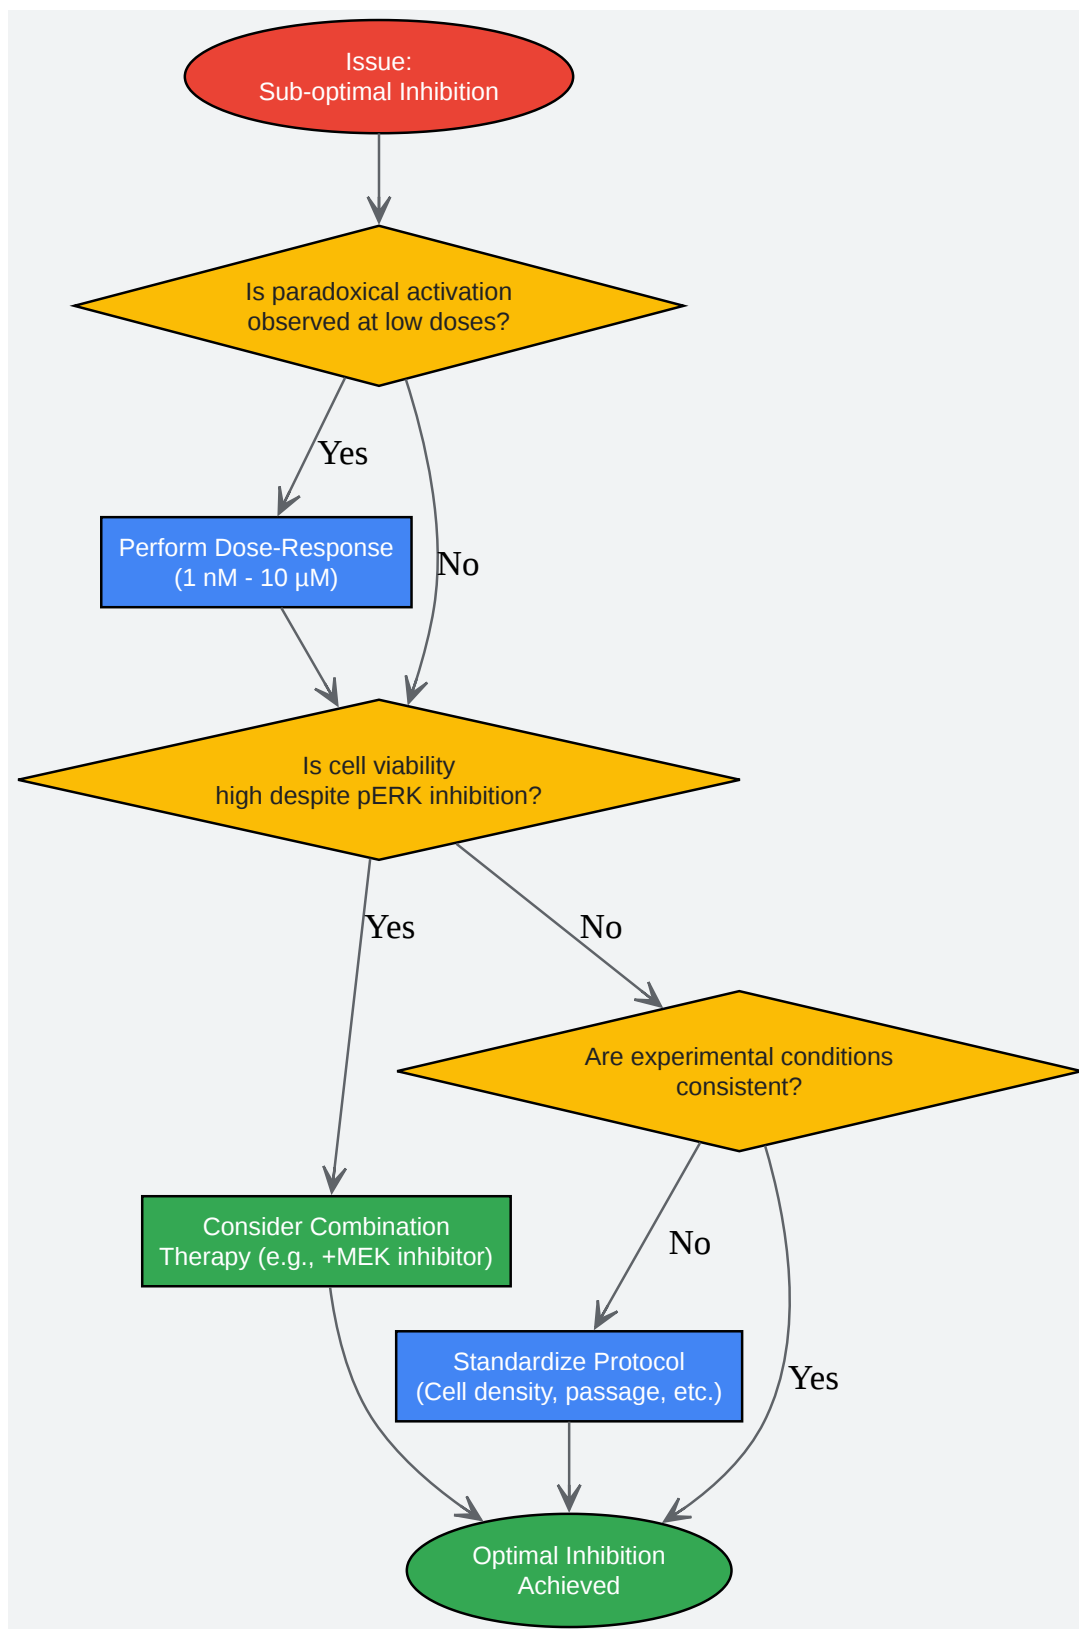 Issue:
Sub-optimal Inhibition
Is paradoxical activation
observed at low doses?
Yes
Perform Dose-Response
(1 nM - 10 µM)
No
Is cell viability
high despite pERK inhibition?
Yes
No
Are experimental conditions
consistent?
Consider Combination
Therapy (e.g., +MEK inhibitor)
No
Standardize Protocol
(Cell density, passage, etc.)
Yes
Optimal Inhibition
Achieved